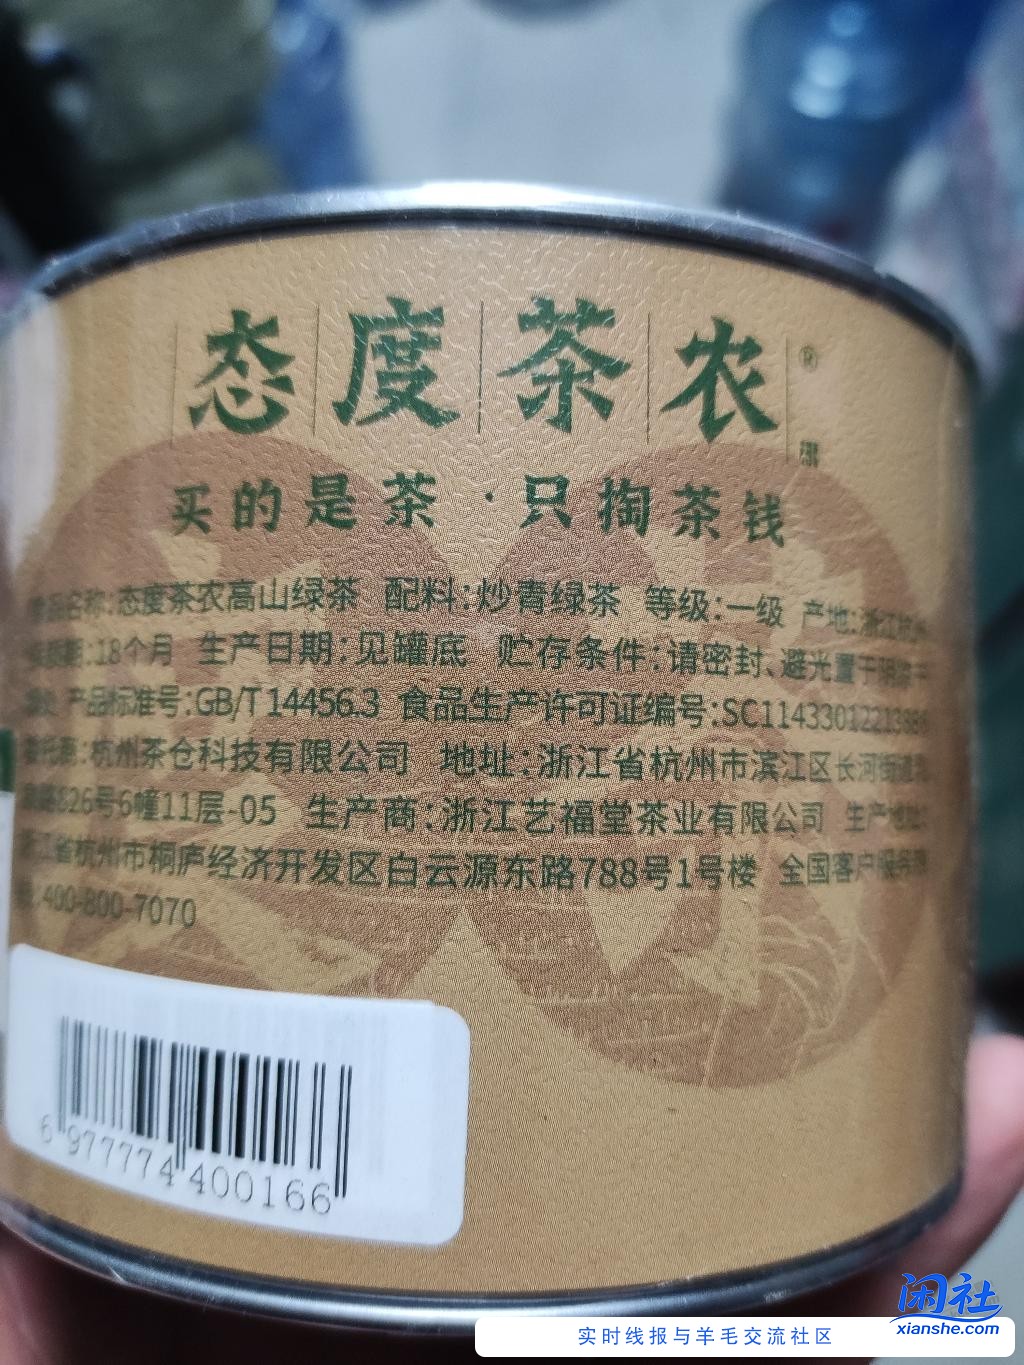 态度茶农®
买的是茶·只掏茶钱
品名称:态度茶农高山绿茶 配料:炒青绿茶 等级:一级 产地:浙江
期:18个月 生产日期:见罐底 贮存条件:请密封、避光置于阴凉干
产品标准号:GB/T 14456.3 食品生产许可证编号:SC114330122138
委托商:杭州茶仓科技有限公司 地址:浙江省杭州市滨江区长河街道
路826号6幢11层-05 生产商:浙江艺福堂茶业有限公司 生产地址:
浙江省杭州市桐庐经济开发区白云源东路788号1号楼 全国客户服务热
:400-800-7070
6 977774 400166
闲社
xianshe.com
实时线报与羊毛交流社区